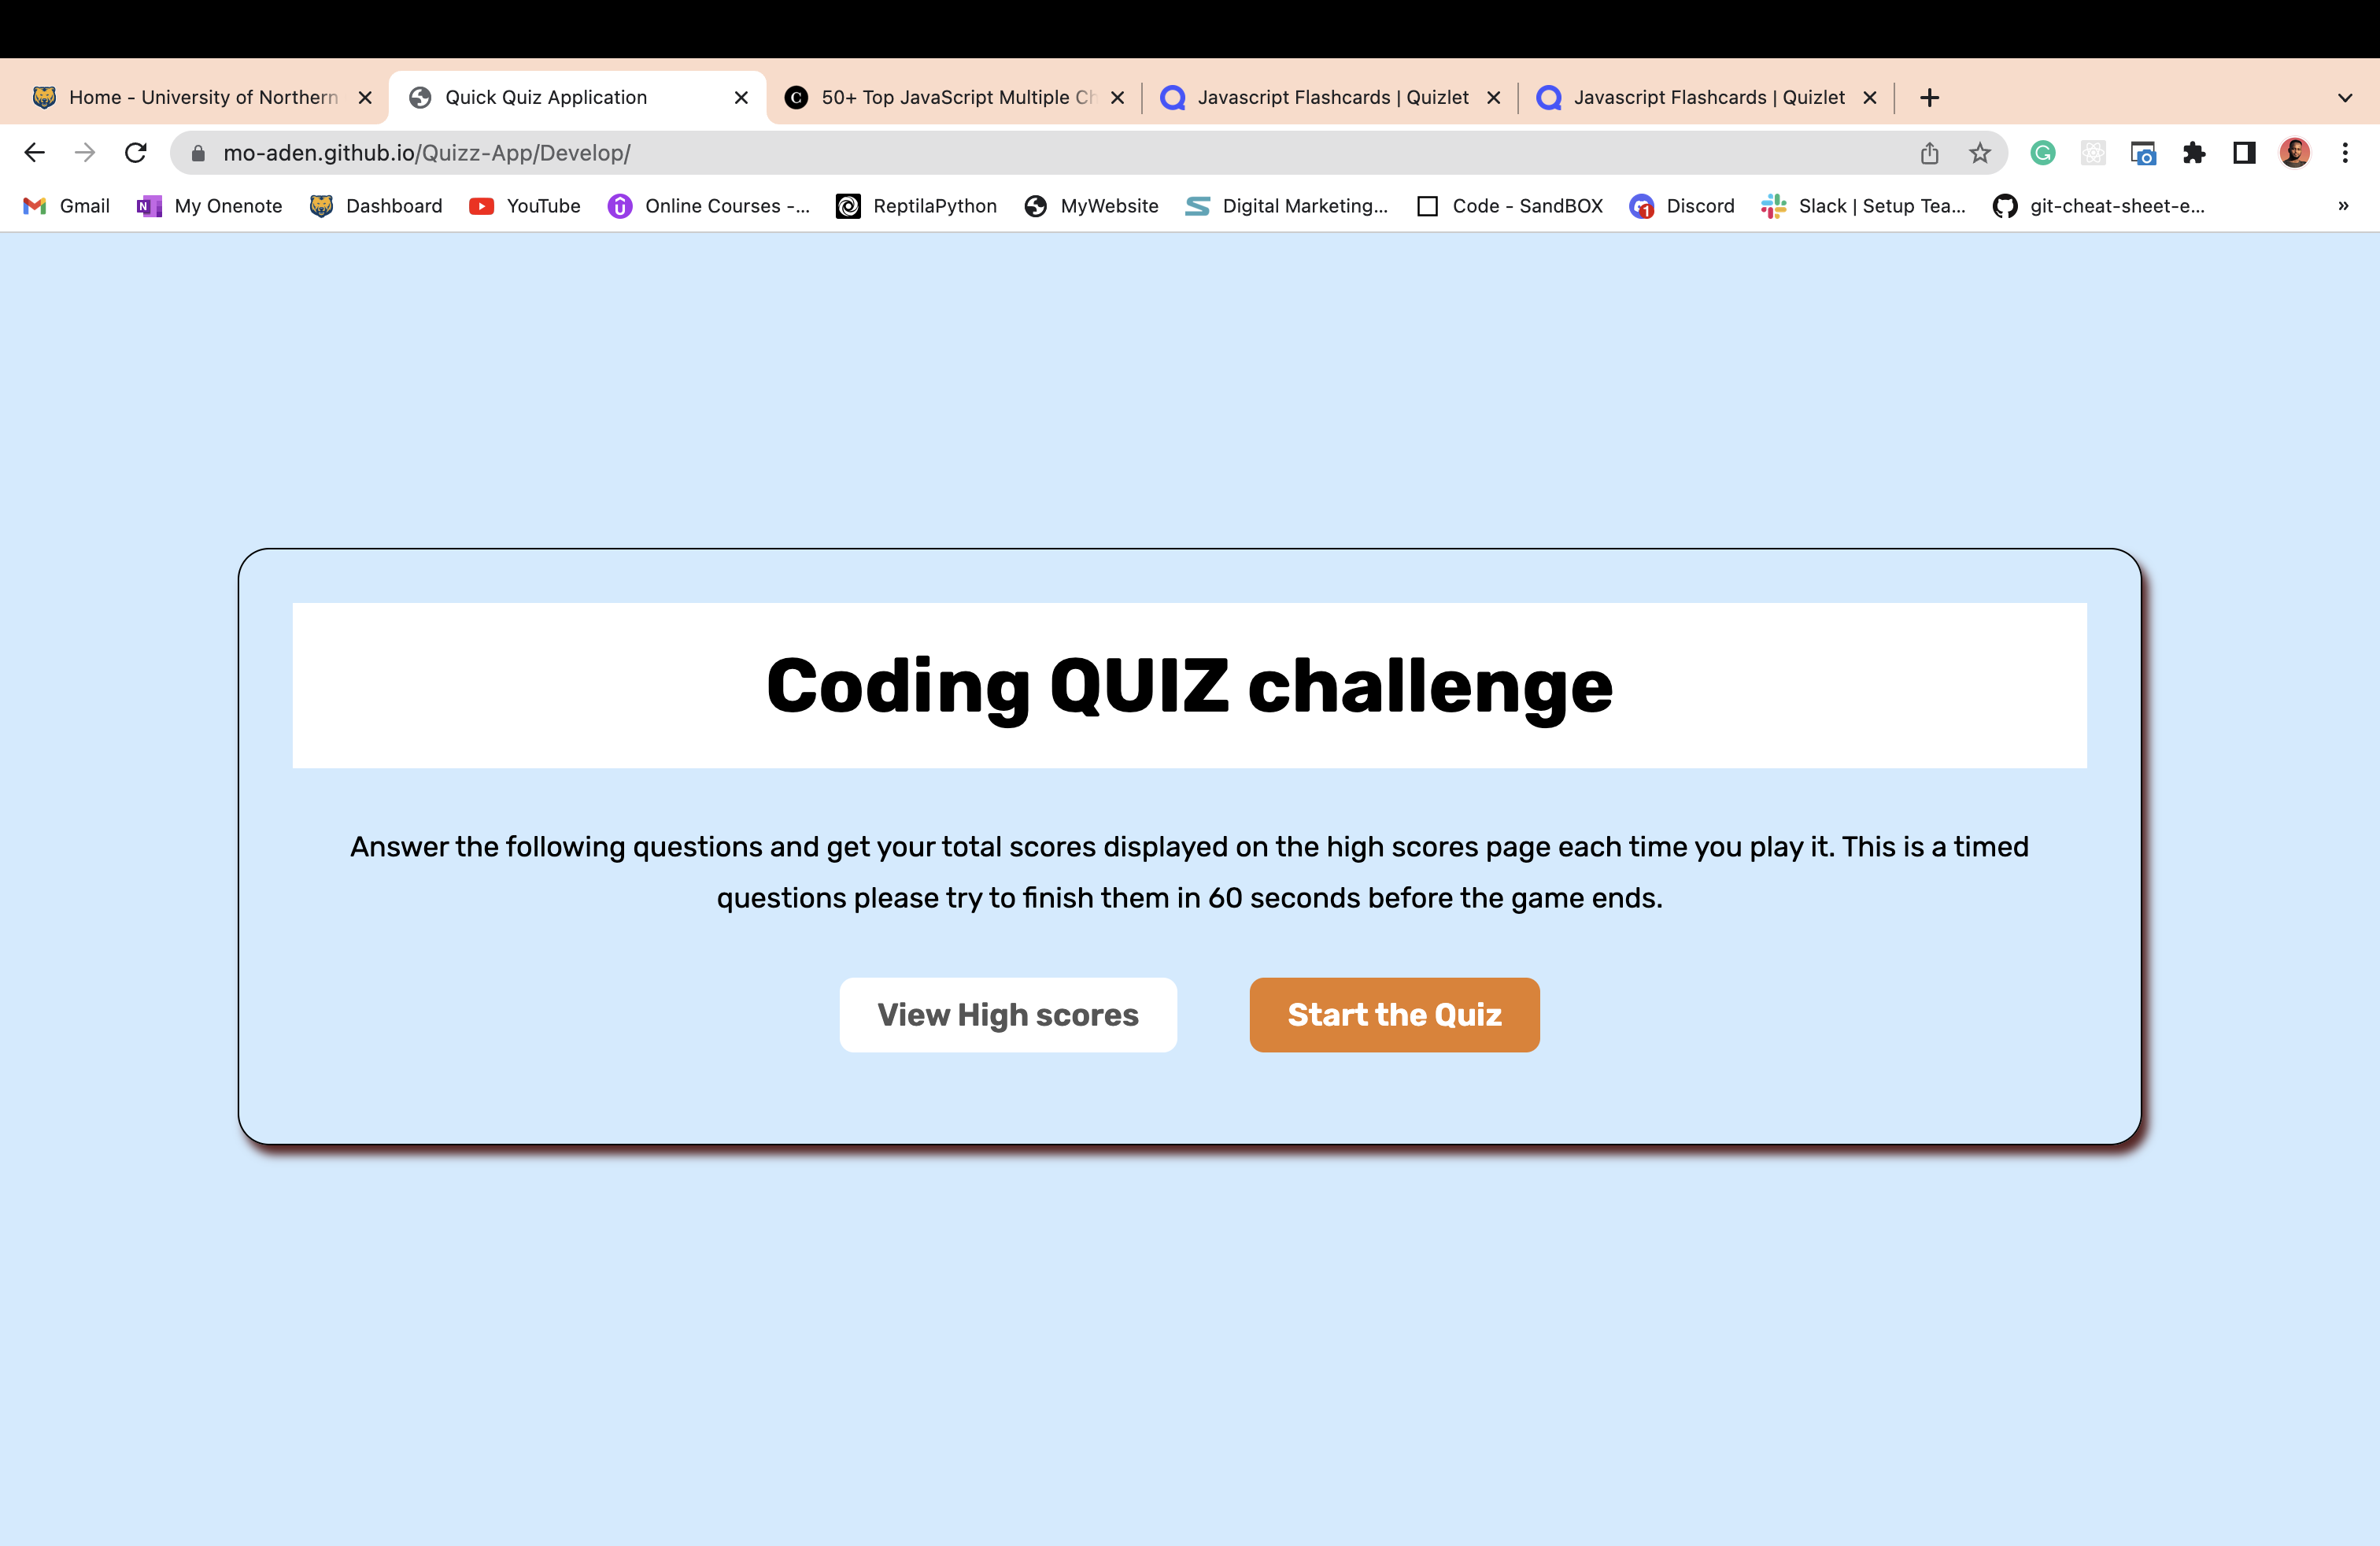 Home - University of Northern
Quick Quiz Application
50+ Top JavaScript Multiple Ch
Javascript Flashcards | Quizlet
Javascript Flashcards | Quizlet
mo-aden.github.io/Quizz-App/Develop/
Gmail
My Onenote
Dashboard
YouTube
Online Courses -...
ReptilaPython
MyWebsite
Digital Marketing...
Code - SandBOX
Discord
Slack | Setup Tea...
git-cheat-sheet-e...
»
Coding QUIZ challenge
Answer the following questions and get your total scores displayed on the high scores page each time you play it. This is a timed
questions please try to finish them in 60 seconds before the game ends.
View High scores
Start the Quiz